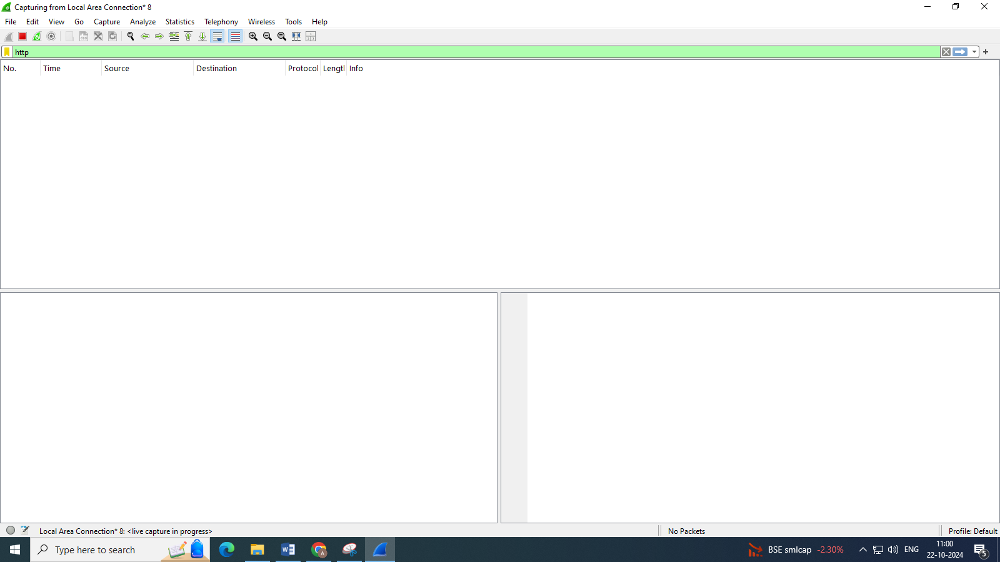 Capturing from Local Area Connection* 8
File Edit View Go Capture Analyze Statistics Telephony Wireless Tools Help
http
No. Time Source Destination Protocol Lengtl Info
Local Area Connection* 8: <live capture in progress> No Packets Profile: Default
Type here to search BSE smlcap -2.30% ENG 11:00
22-10-2024 5